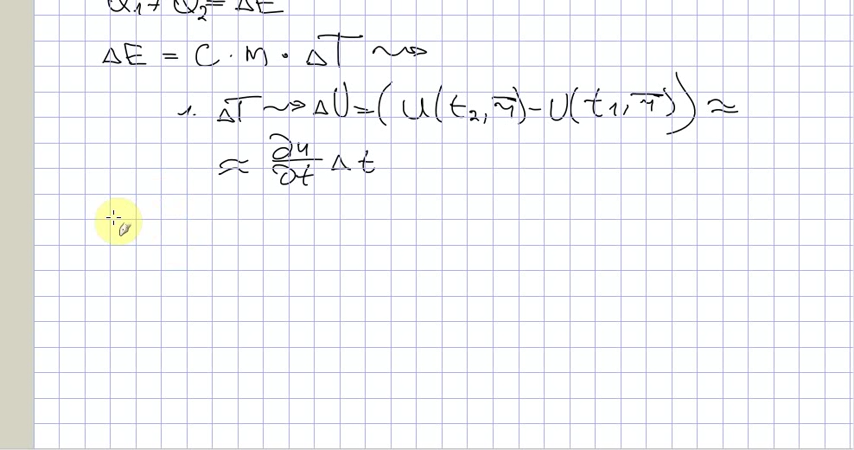 Q₁ + Q₂ = ΔE
ΔE = C · m · ΔT ⇝
1. ΔT ⇝ ΔU = (u(t₂, r̄) - u(t₁, r̄)) ≈
≈ ∂u/∂t Δt